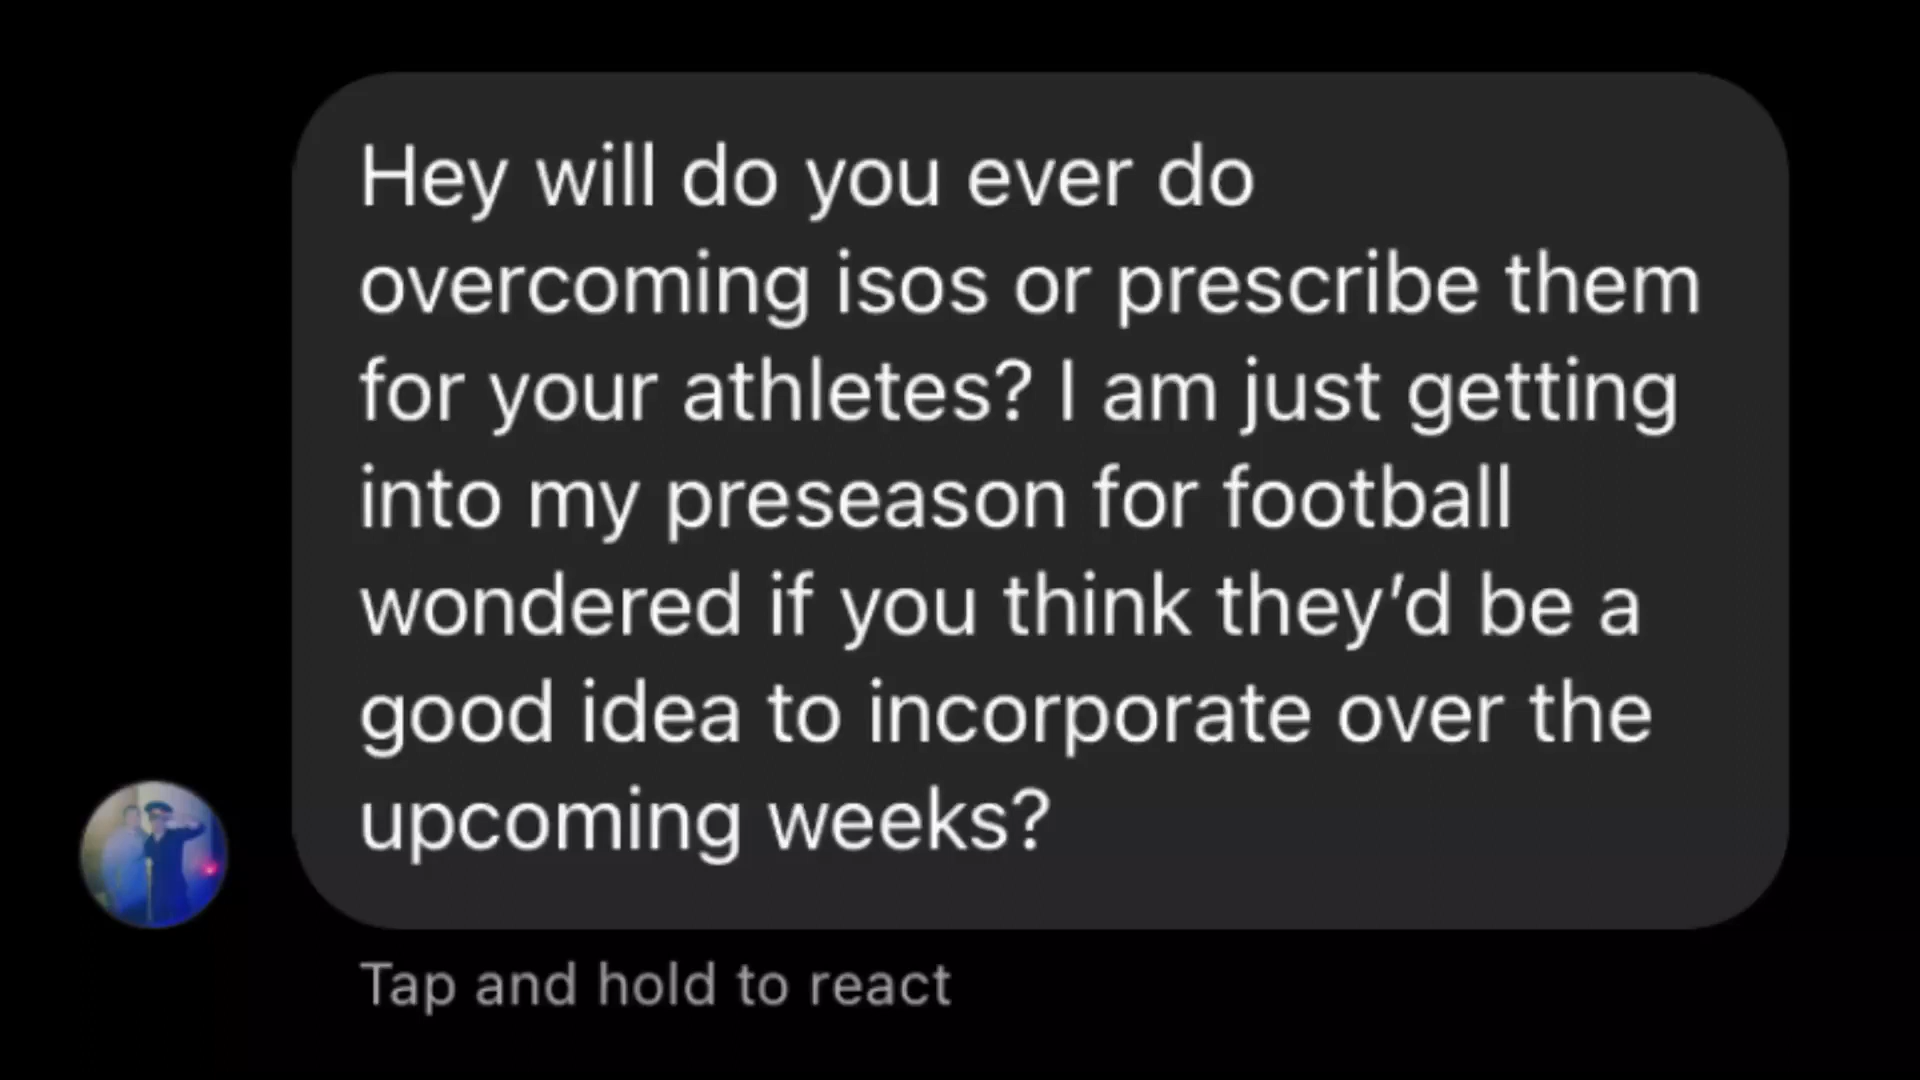 Hey will do you ever do
overcoming isos or prescribe them
for your athletes? I am just getting
into my preseason for football
wondered if you think they’d be a
good idea to incorporate over the
upcoming weeks?
Tap and hold to react